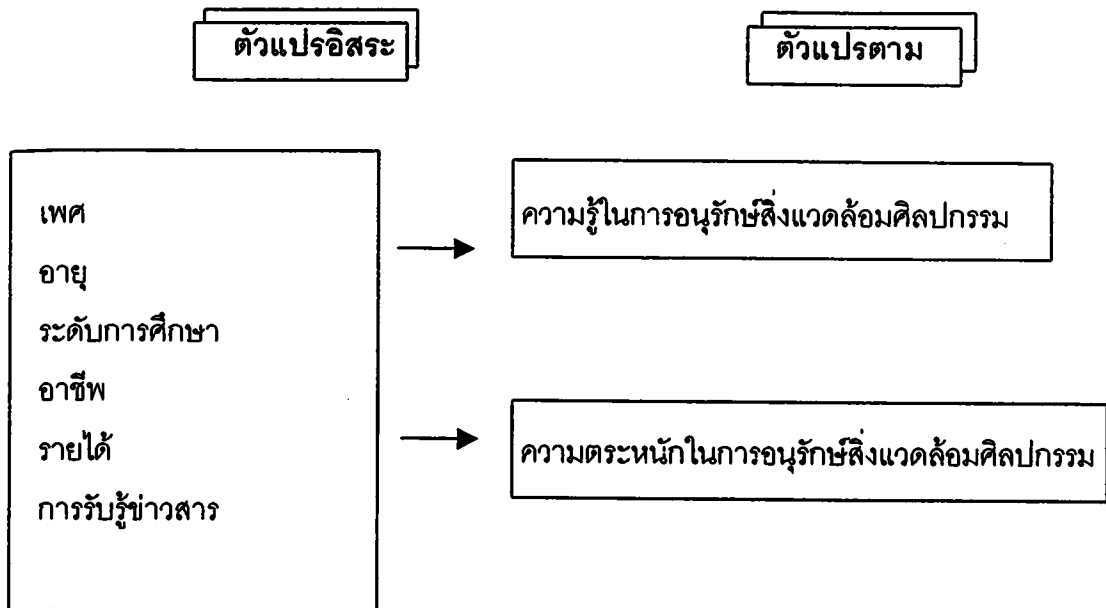 ตัวแปรอิสระ
ตัวแปรตาม
เพศ
อายุ
ระดับการศึกษา
อาชีพ
รายได้
การรับรู้ข่าวสาร
ความรู้ในการอนุรักษ์สิ่งแวดล้อมศิลปกรรม
ความตระหนักในการอนุรักษ์สิ่งแวดล้อมศิลปกรรม